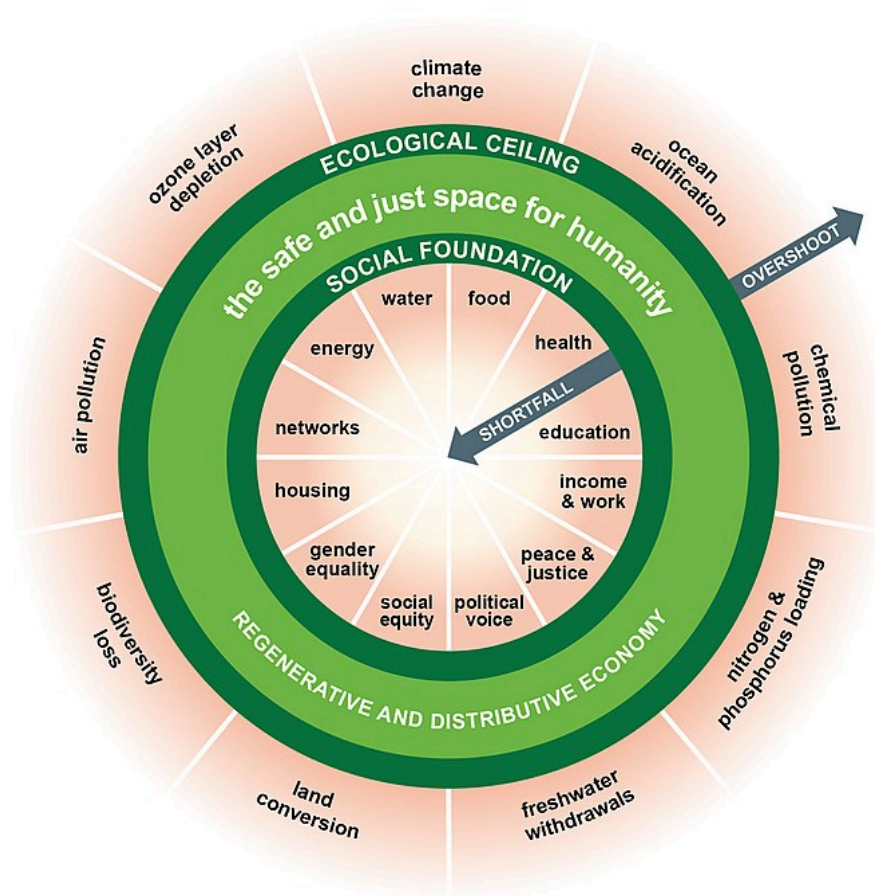 climate
change
ocean
acidification
chemical
pollution
nitrogen &
phosphorus loading
freshwater
withdrawals
land
conversion
biodiversity
loss
air pollution
ozone layer
depletion
ECOLOGICAL CEILING
the safe and just space for humanity
SOCIAL FOUNDATION
OVERSHOOT
SHORTFALL
water
food
health
education
income
& work
peace &
justice
political
voice
social
equity
gender
equality
housing
networks
energy
REGENERATIVE AND DISTRIBUTIVE ECONOMY